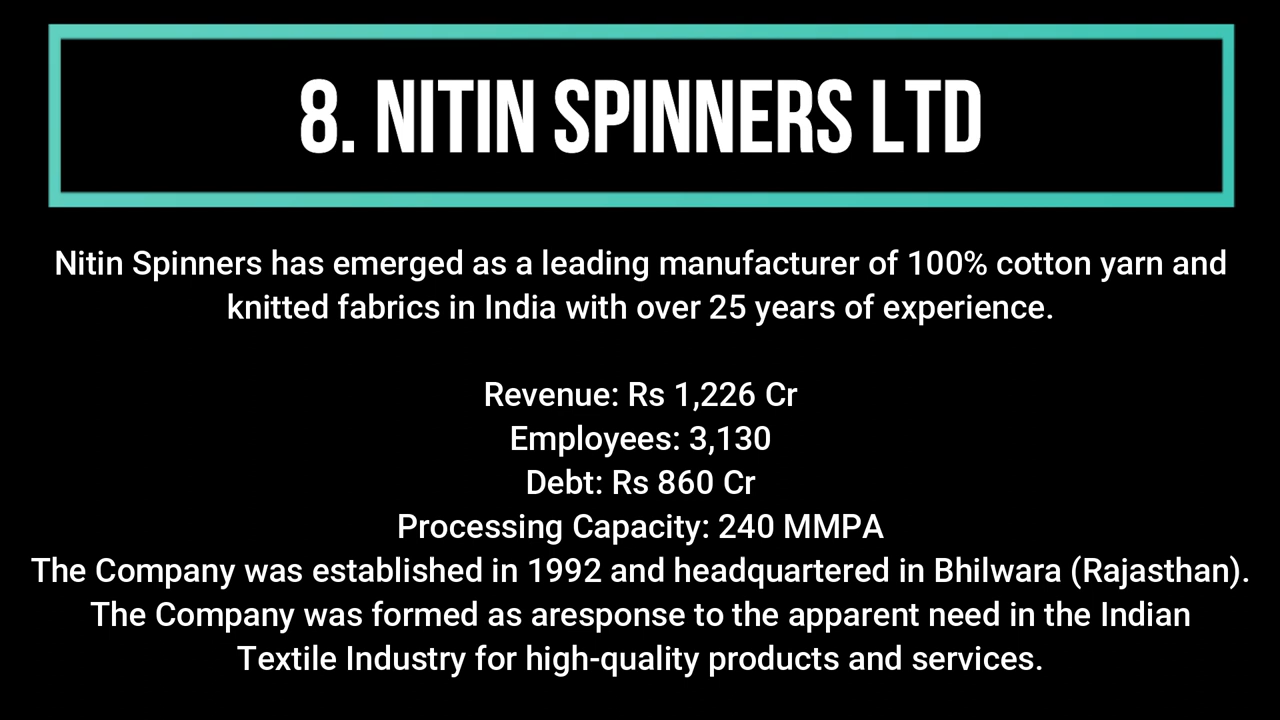 8. NITIN SPINNERS LTD
Nitin Spinners has emerged as a leading manufacturer of 100% cotton yarn and
knitted fabrics in India with over 25 years of experience.
Revenue: Rs 1,226 Cr
Employees: 3,130
Debt: Rs 860 Cr
Processing Capacity: 240 MMPA
The Company was established in 1992 and headquartered in Bhilwara (Rajasthan).
The Company was formed as aresponse to the apparent need in the Indian
Textile Industry for high-quality products and services.